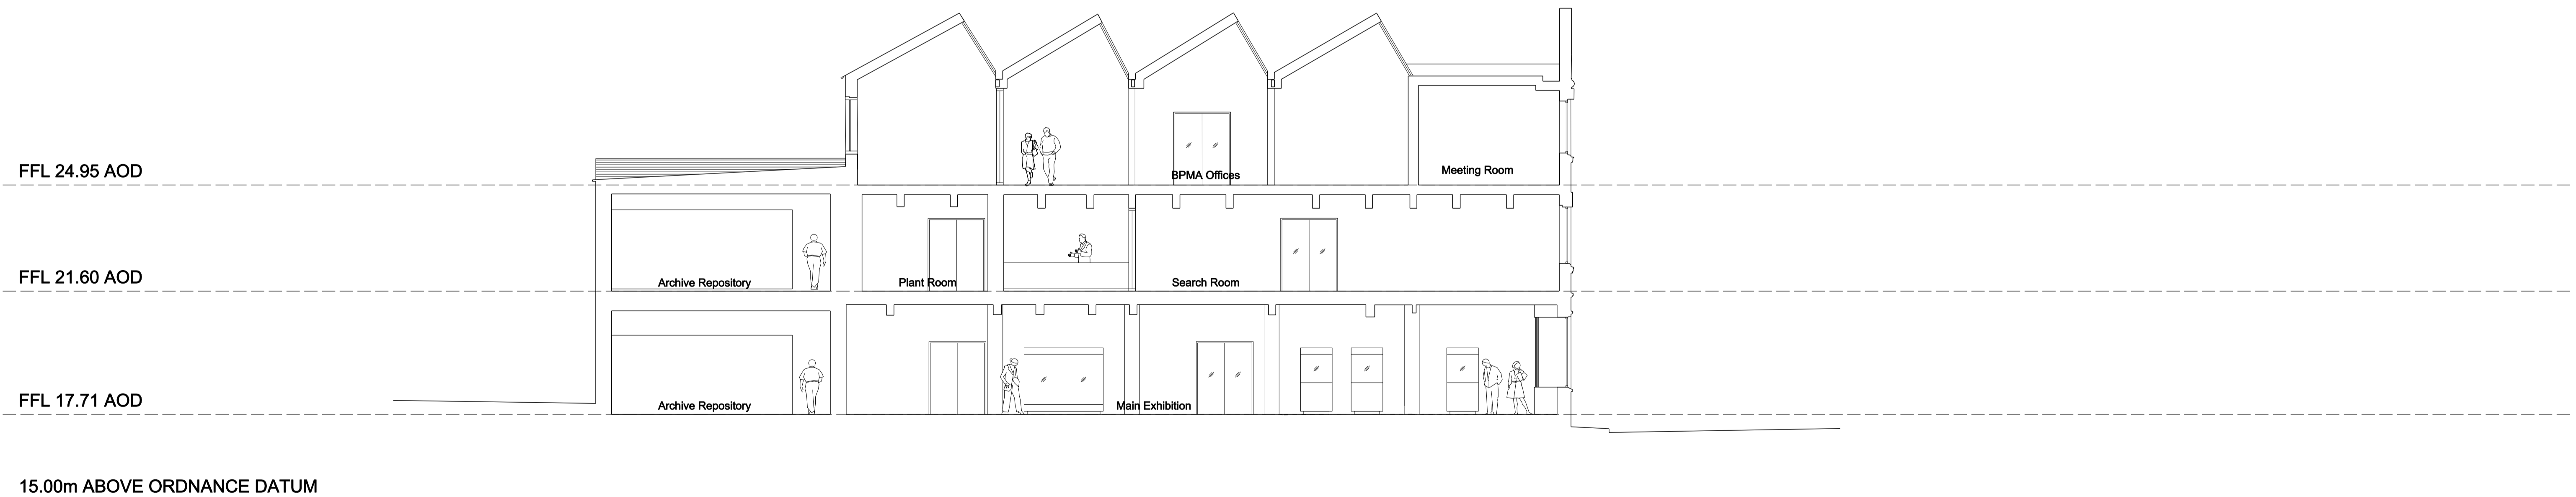 FFL 24.95 AOD
BPMA Offices
Meeting Room
FFL 21.60 AOD
Archive Repository
Plant Room
Search Room
FFL 17.71 AOD
Archive Repository
Main Exhibition
15.00m ABOVE ORDNANCE DATUM